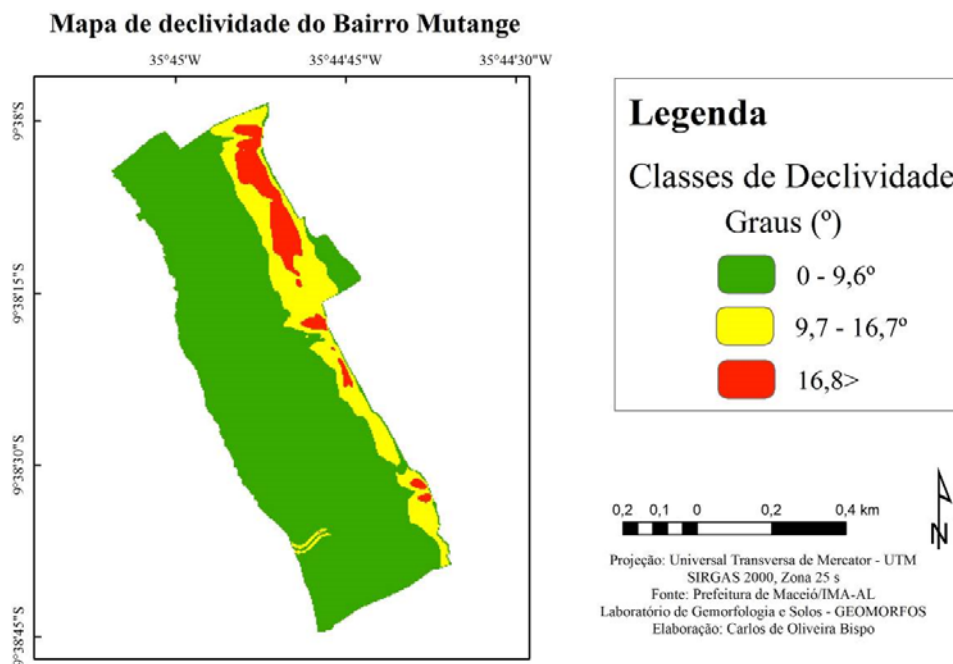 Mapa de declividade do Bairro Mutange
35°45'W
35°44'45"W
35°44'30"W
9°38'S
9°38'15"S
9°38'30"S
9°38'45"S
Legenda
Classes de Declividade
Graus (º)
0 - 9,6º
9,7 - 16,7º
16,8>
0,2 0,1 0 0,2 0,4 km
N
Projeção: Universal Transversa de Mercator - UTM
SIRGAS 2000, Zona 25 s
Fonte: Prefeitura de Maceió/IMA-AL
Laboratório de Gemorfologia e Solos - GEOMORFOS
Elaboração: Carlos de Oliveira Bispo